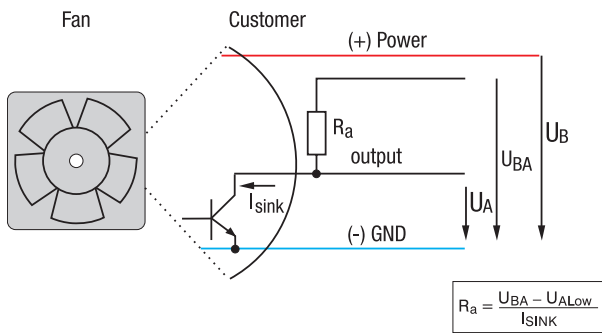 Fan
Customer
(+) Power
Ra
UB
UBA
output
Isink
UA
(-) GND
Ra = UBA − UALow
ISINK